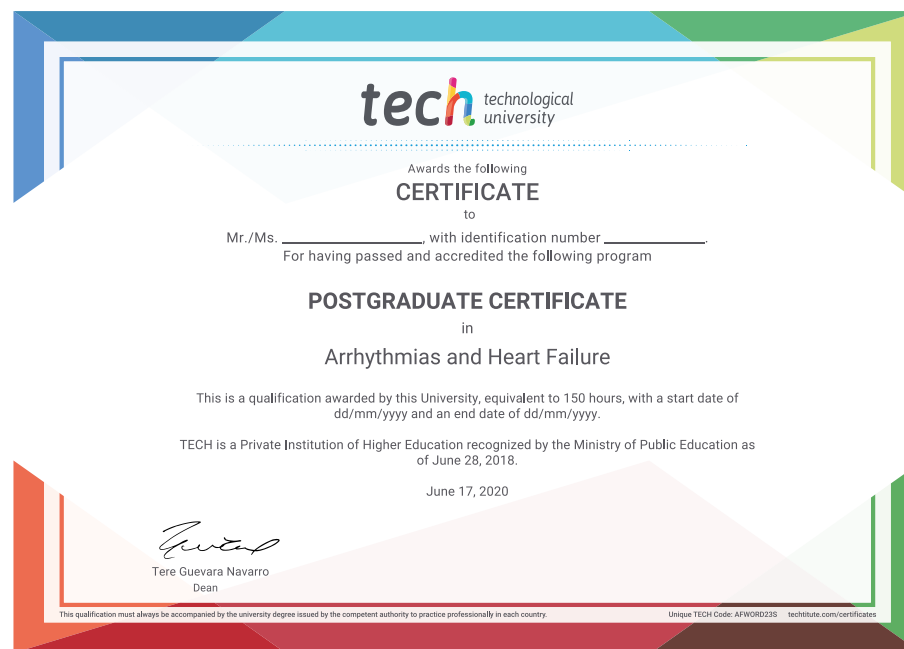 tech technological
university
Awards the following
CERTIFICATE
to
Mr./Ms. ____________________, with identification number ______________.
For having passed and accredited the following program
POSTGRADUATE CERTIFICATE
in
Arrhythmias and Heart Failure
This is a qualification awarded by this University, equivalent to 150 hours, with a start date of
dd/mm/yyyy and an end date of dd/mm/yyyy.
TECH is a Private Institution of Higher Education recognized by the Ministry of Public Education as
of June 28, 2018.
June 17, 2020
Tere Guevara Navarro
Dean
This qualification must always be accompanied by the university degree issued by the competent authority to practice professionally in each country. Unique TECH Code: AFWORD23S techtitute.com/certificates